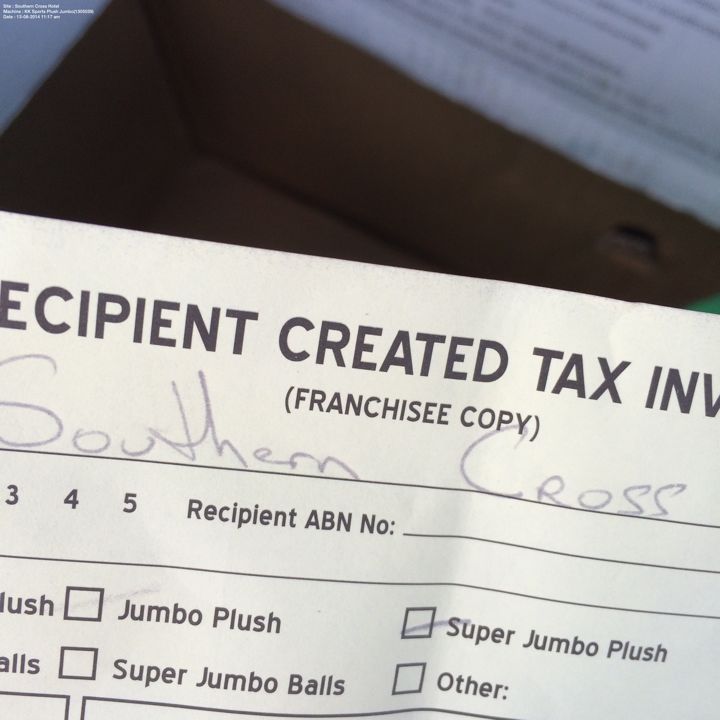 Site : Southern Cross Hotel
Machine : KK Sports Plush Jumbo(130508)
Date : 13-08-2014 11:17 am
ECIPIENT CREATED TAX INV
(FRANCHISEE COPY)
Southern Cross
3 4 5 Recipient ABN No:
lush Jumbo Plush Super Jumbo Plush
alls Super Jumbo Balls Other: